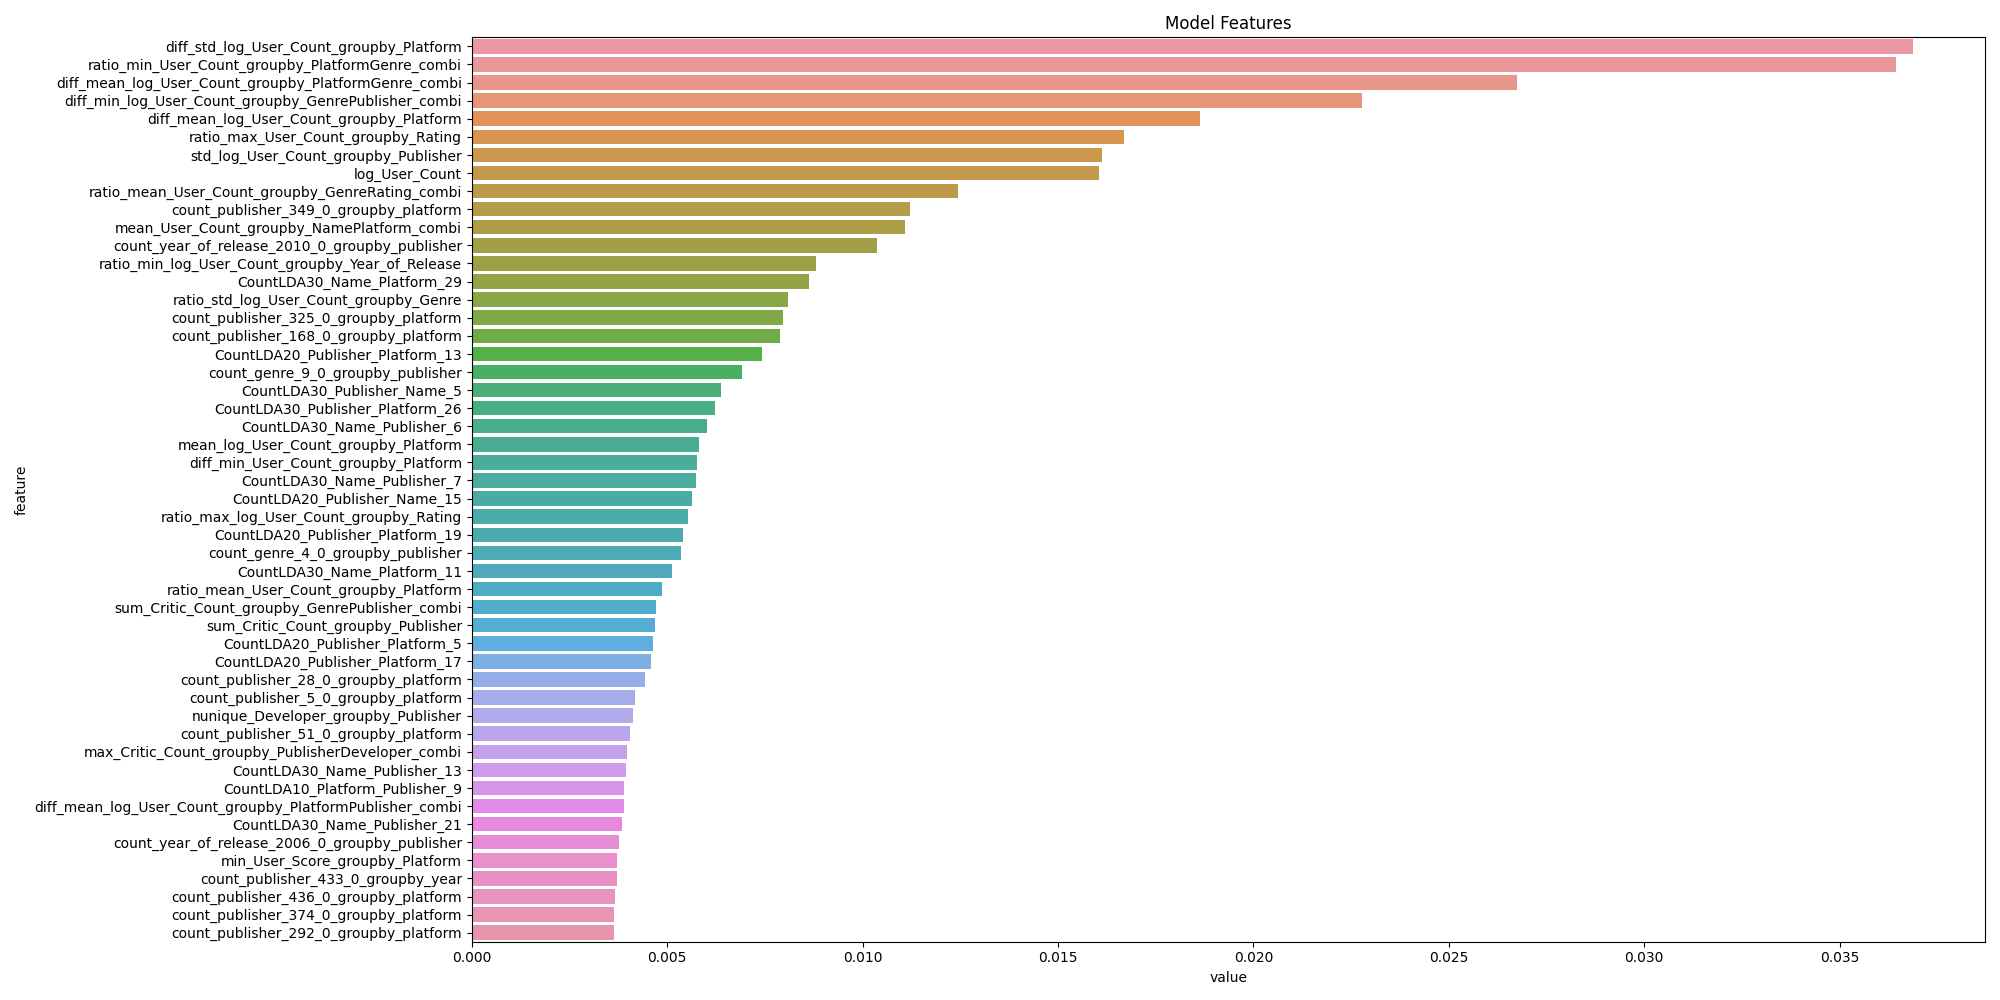 Model Features
diff_std_log_User_Count_groupby_Platform
ratio_min_User_Count_groupby_PlatformGenre_combi
diff_mean_log_User_Count_groupby_PlatformGenre_combi
diff_min_log_User_Count_groupby_GenrePublisher_combi
diff_mean_log_User_Count_groupby_Platform
ratio_max_User_Count_groupby_Rating
std_log_User_Count_groupby_Publisher
log_User_Count
ratio_mean_User_Count_groupby_GenreRating_combi
count_publisher_349_0_groupby_platform
mean_User_Count_groupby_NamePlatform_combi
count_year_of_release_2010_0_groupby_publisher
ratio_min_log_User_Count_groupby_Year_of_Release
CountLDA30_Name_Platform_29
ratio_std_log_User_Count_groupby_Genre
count_publisher_325_0_groupby_platform
count_publisher_168_0_groupby_platform
CountLDA20_Publisher_Platform_13
count_genre_9_0_groupby_publisher
CountLDA30_Publisher_Name_5
CountLDA30_Publisher_Platform_26
CountLDA30_Name_Publisher_6
mean_log_User_Count_groupby_Platform
diff_min_User_Count_groupby_Platform
CountLDA30_Name_Publisher_7
CountLDA20_Publisher_Name_15
ratio_max_log_User_Count_groupby_Rating
CountLDA20_Publisher_Platform_19
count_genre_4_0_groupby_publisher
CountLDA30_Name_Platform_11
ratio_mean_User_Count_groupby_Platform
sum_Critic_Count_groupby_GenrePublisher_combi
sum_Critic_Count_groupby_Publisher
CountLDA20_Publisher_Platform_5
CountLDA20_Publisher_Platform_17
count_publisher_28_0_groupby_platform
count_publisher_5_0_groupby_platform
nunique_Developer_groupby_Publisher
count_publisher_51_0_groupby_platform
max_Critic_Count_groupby_PublisherDeveloper_combi
CountLDA30_Name_Publisher_13
CountLDA10_Platform_Publisher_9
diff_mean_log_User_Count_groupby_PlatformPublisher_combi
CountLDA30_Name_Publisher_21
count_year_of_release_2006_0_groupby_publisher
min_User_Score_groupby_Platform
count_publisher_433_0_groupby_year
count_publisher_436_0_groupby_platform
count_publisher_374_0_groupby_platform
count_publisher_292_0_groupby_platform
feature
0.000 0.005 0.010 0.015 0.020 0.025 0.030 0.035
value